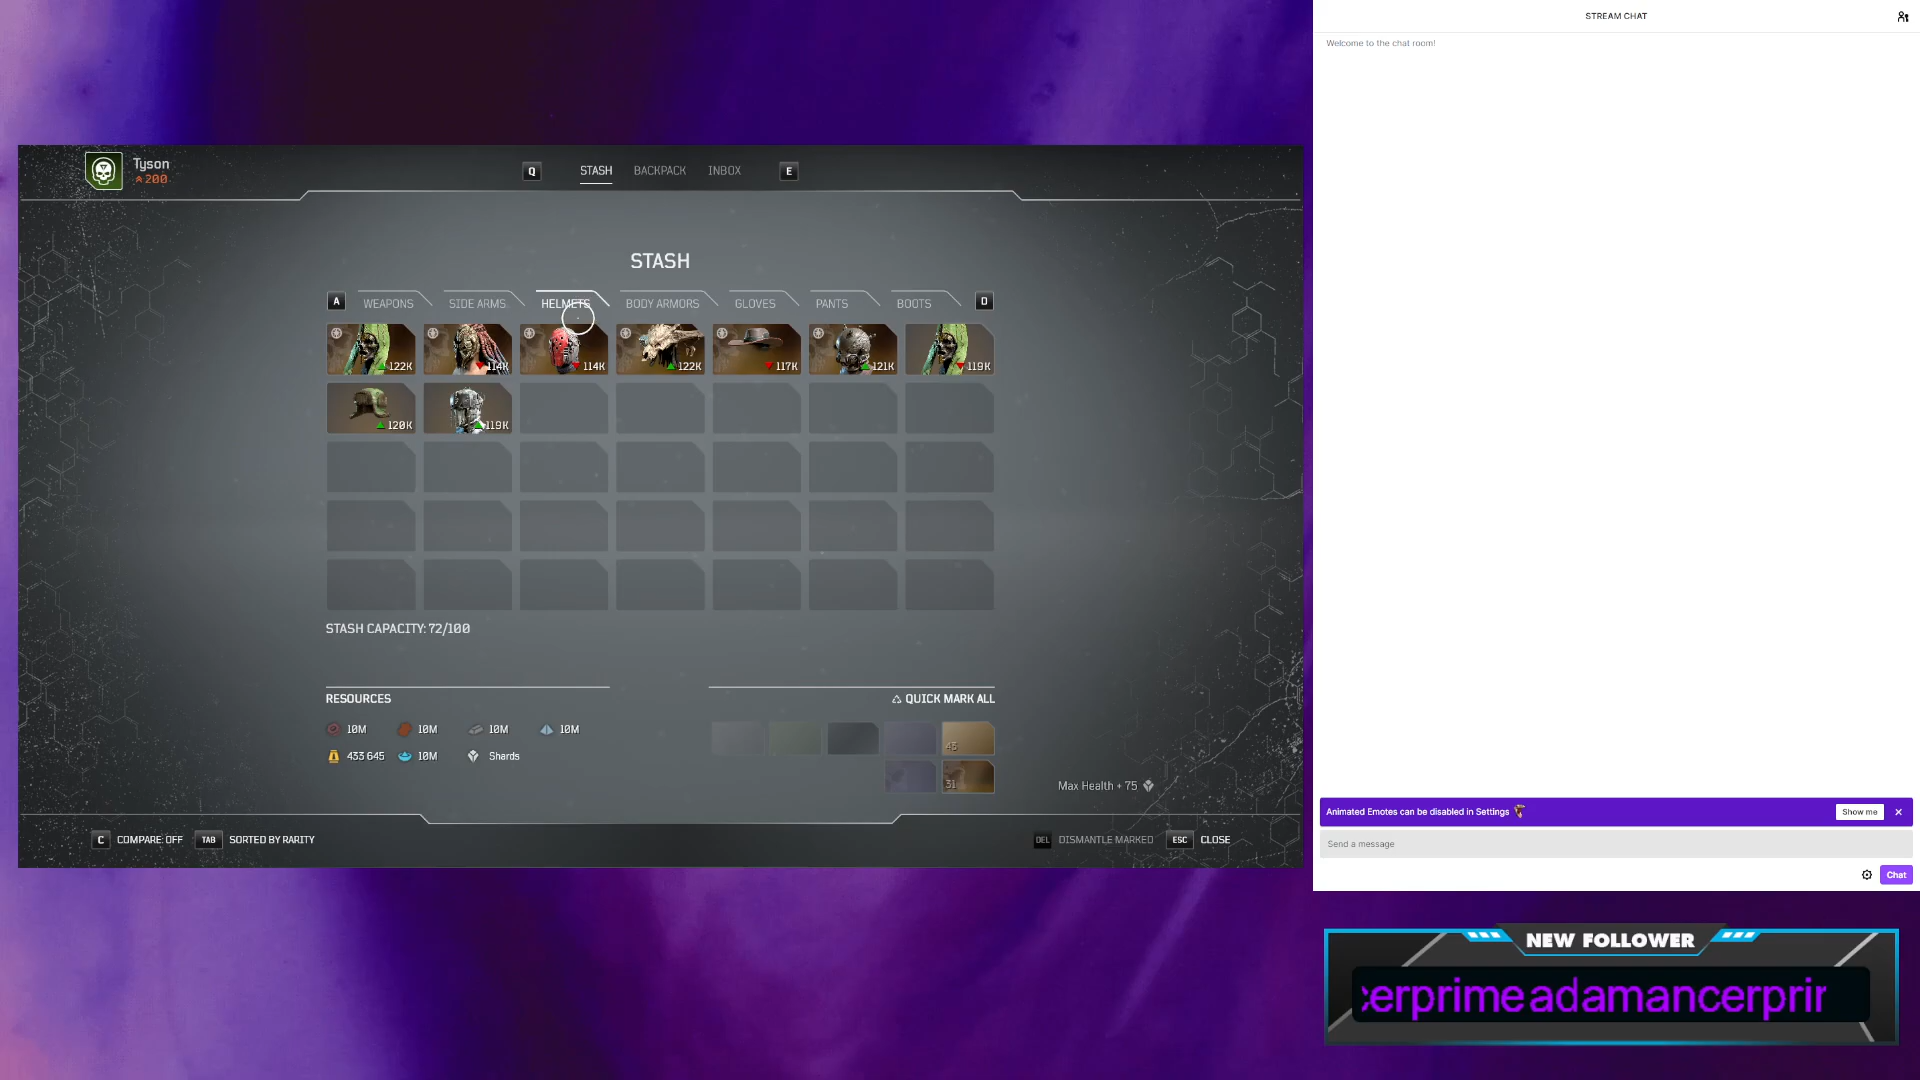 STREAM CHAT
Welcome to the chat room!
Tyson
200
Q STASH BACKPACK INBOX E
STASH
A WEAPONS SIDE ARMS HELMETS BODY ARMORS GLOVES PANTS BOOTS D
122K 114K 114K 122K 117K 121K 119K
120K 119K
STASH CAPACITY: 72/100
RESOURCES
QUICK MARK ALL
10M 10M 10M 10M
433 645 10M Shards
45
31
Max Health + 75
C COMPARE: OFF TAB SORTED BY RARITY
DEL DISMANTLE MARKED ESC CLOSE
Animated Emotes can be disabled in Settings
Show me
Send a message
Chat
NEW FOLLOWER
cerprime adamancerprir